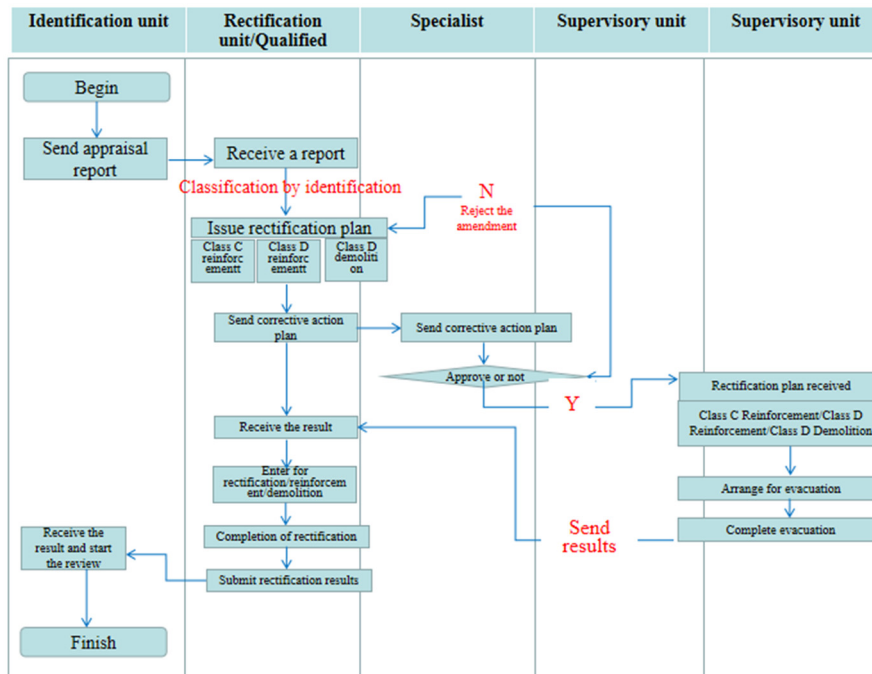 Identification unit
Rectification
unit/Qualified
Specialist
Supervisory unit
Supervisory unit
Begin
Send appraisal
report
Receive a report
Classification by identification
N
Reject the
amendment
Issue rectification plan
Class C
reinforc
ementt
Class D
reinforc
ementt
Class D
demoliti
on
Send corrective action
plan
Send corrective action plan
Approve or not
Y
Rectification plan received
Class C Reinforcement/Class D
Reinforcement/Class D Demolition
Receive the result
Enter for
rectification/reinforcem
ent/demolition
Arrange for evacuation
Complete evacuation
Send
results
Completion of rectification
Receive the
result and start
the review
Submit rectification results
Finish